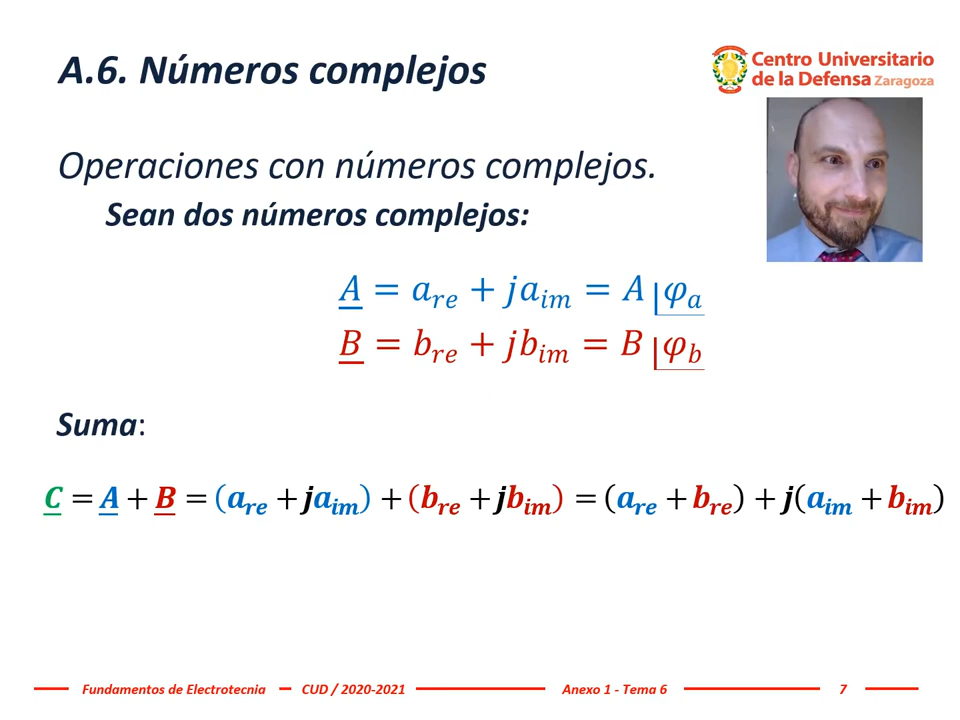 A.6. Números complejos
Centro Universitario
de la Defensa Zaragoza
Operaciones con números complejos.
Sean dos números complejos:
A = a_re + ja_im = A |φ_a
B = b_re + jb_im = B |φ_b
Suma:
C = A + B = (a_re + ja_im) + (b_re + jb_im) = (a_re + b_re) + j(a_im + b_im)
Fundamentos de Electrotecnia CUD / 2020-2021 Anexo 1 - Tema 6 7